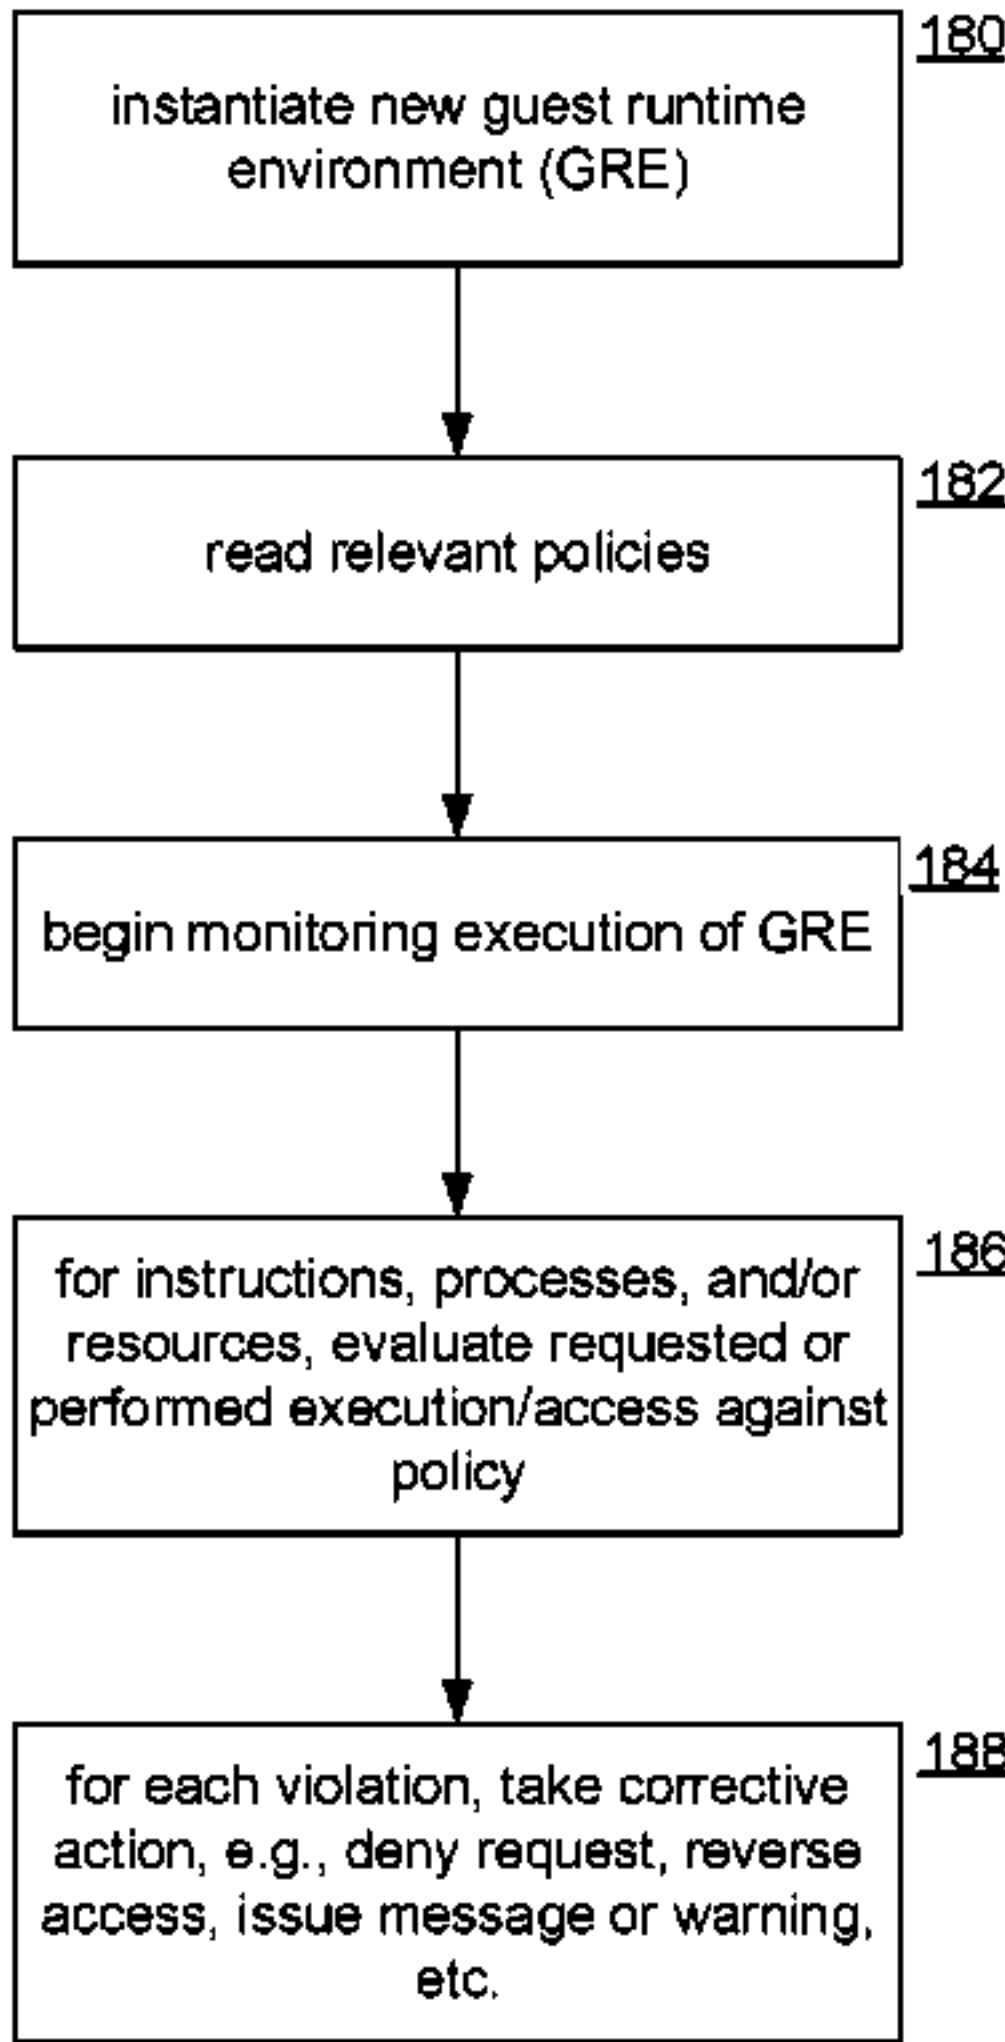 180
instantiate new guest runtime
environment (GRE)
182
read relevant policies
184
begin monitoring execution of GRE
186
for instructions, processes, and/or
resources, evaluate requested or
performed execution/access against
policy
188
for each violation, take corrective
action, e.g., deny request, reverse
access, issue message or warning,
etc.